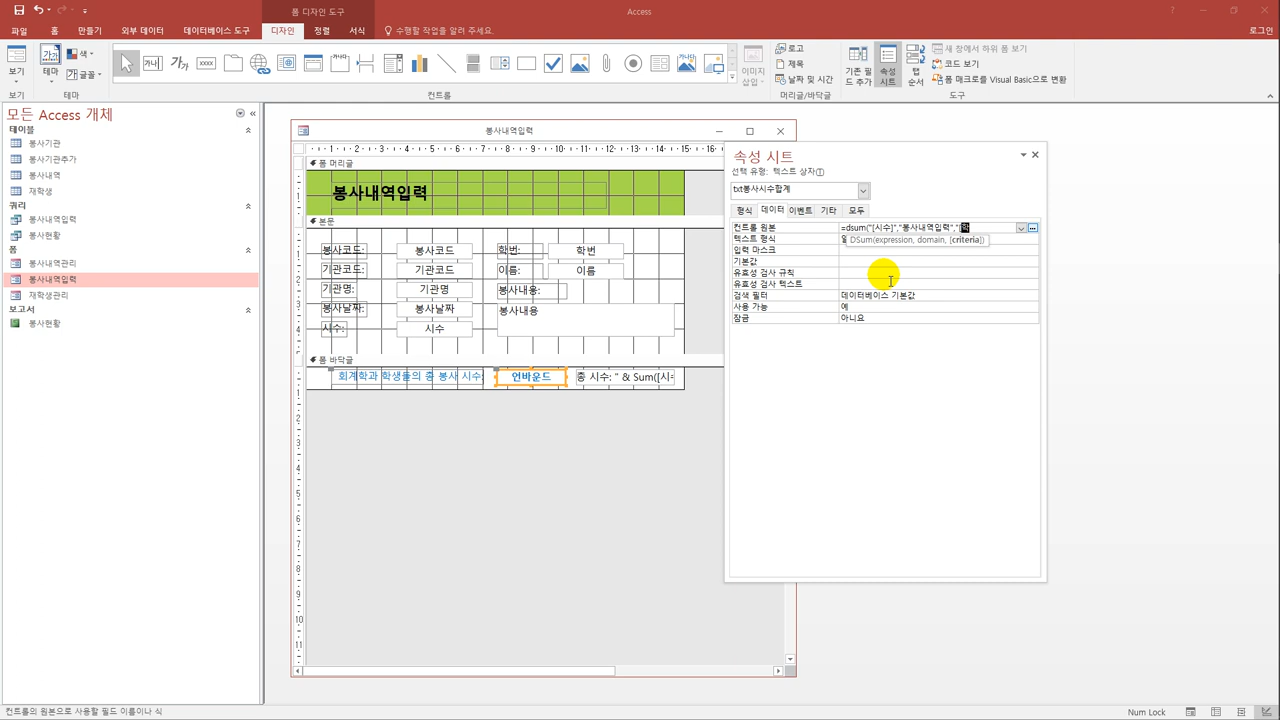 폼 디자인 도구
Access
파일 홈 만들기 외부 데이터 데이터베이스 도구 디자인 정렬 서식 수행할 작업을 알려 주세요. 로그인
보기
테마
색
글꼴
이미지 삽입
로고
제목
날짜 및 시간
기존 필드 추가
속성 시트
탭 순서
새 창에서 하위 폼 보기
코드 보기
폼 매크로를 Visual Basic으로 변환
보기 테마 컨트롤 머리글/바닥글 도구
모든 Access 개체
테이블
봉사기관
봉사기관추가
봉사내역
재학생
쿼리
봉사내역입력
봉사현황
폼
봉사내역관리
봉사내역입력
재학생관리
보고서
봉사현황
봉사내역입력
폼 머리글
봉사내역입력
본문
봉사코드: 봉사코드 학번: 학번
기관코드: 기관코드 이름: 이름
기관명: 기관명 봉사내용:
봉사날짜: 봉사날짜 봉사내용
시수: 시수
폼 바닥글
회계학과 학생들의 총 봉사 시수 언바운드 총 시수: " & Sum([시=
속성 시트
선택 유형: 텍스트 상자(I)
txt봉사시수합계
형식 데이터 이벤트 기타 모두
컨트롤 원본 =dsum("[시수]","봉사내역입력","[학
텍스트 형식
DSum(expression, domain, [criteria])
입력 마스크
기본값
유효성 검사 규칙
유효성 검사 텍스트
검색 필터 데이터베이스 기본값
사용 가능 예
잠금 아니요
컨트롤의 원본으로 사용할 필드 이름이나 식
Num Lock